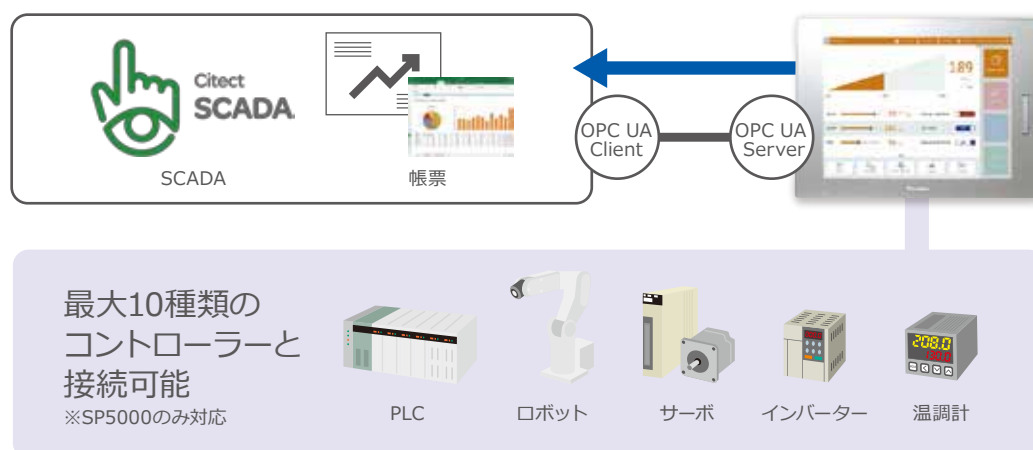 Citect
SCADA
SCADA
帳票
OPC UA
Client
OPC UA
Server
189
最大10種類の
コントローラーと
接続可能
※SP5000のみ対応
208.0
PLC
ロボット
サーボ
インバーター
温調計